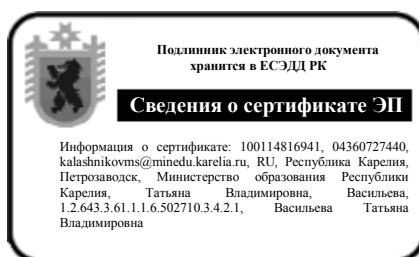 Подлинник электронного документа
хранится в ЕСЭДД РК
Сведения о сертификате ЭП
Информация о сертификате: 100114816941, 04360727440,
kalashnikovms@minedu.karelia.ru, RU, Республика Карелия,
Петрозаводск, Министерство образования Республики
Карелия, Татьяна Владимировна, Васильева,
1.2.643.3.61.1.1.6.502710.3.4.2.1, Васильева Татьяна
Владимировна